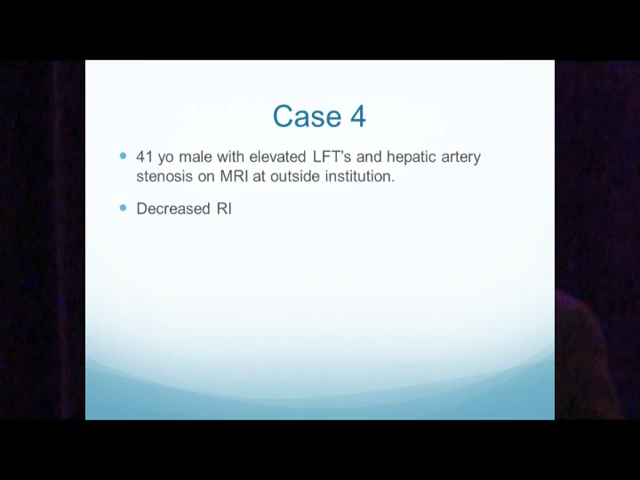 Case 4
• 41 yo male with elevated LFT's and hepatic artery
stenosis on MRI at outside institution.
• Decreased RI